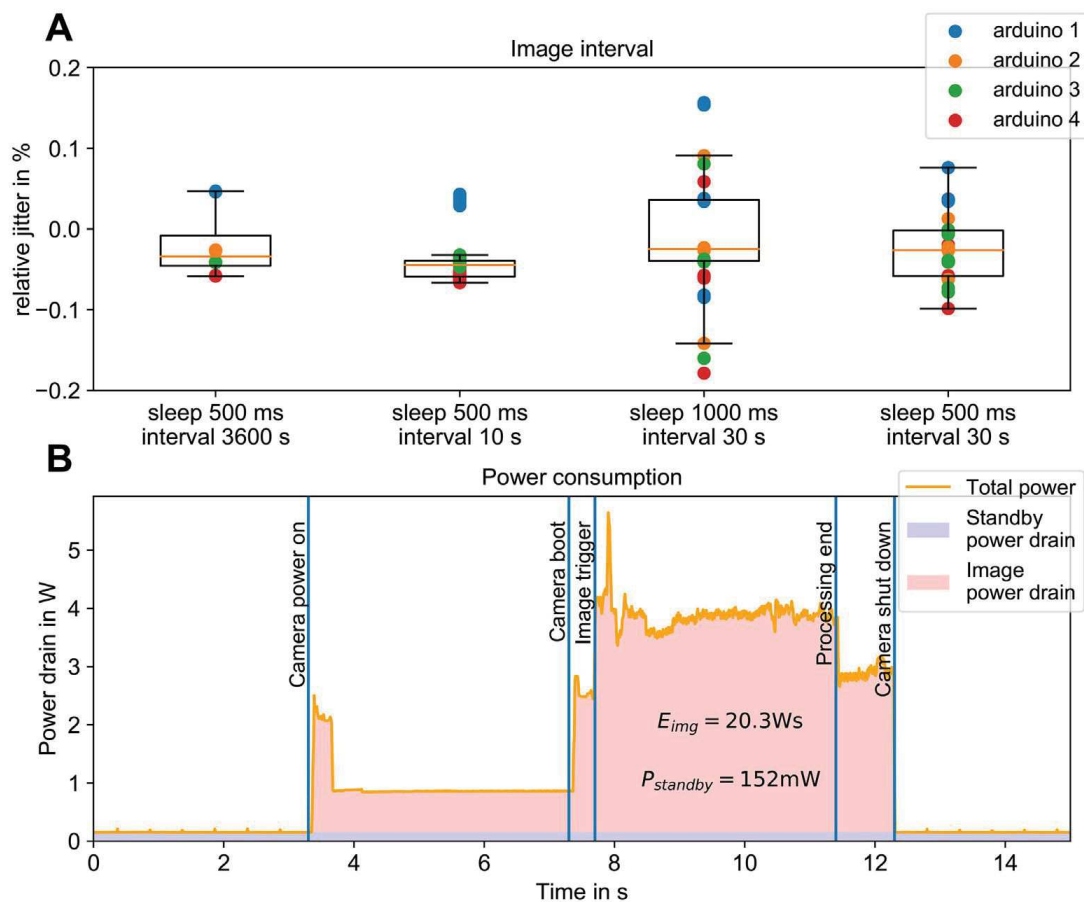 A
Image interval
arduino 1
arduino 2
arduino 3
arduino 4
relative jitter in %
0.2
0.1
0.0
−0.1
−0.2
sleep 500 ms
interval 3600 s
sleep 500 ms
interval 10 s
sleep 1000 ms
interval 30 s
sleep 500 ms
interval 30 s
B
Power consumption
Total power
Standby
power drain
Image
power drain
Power drain in W
5
4
3
2
1
0
Camera power on
Camera boot
Image trigger
Processing end
Camera shut down
E_img = 20.3Ws
P_standby = 152mW
0 2 4 6 8 10 12 14
Time in s